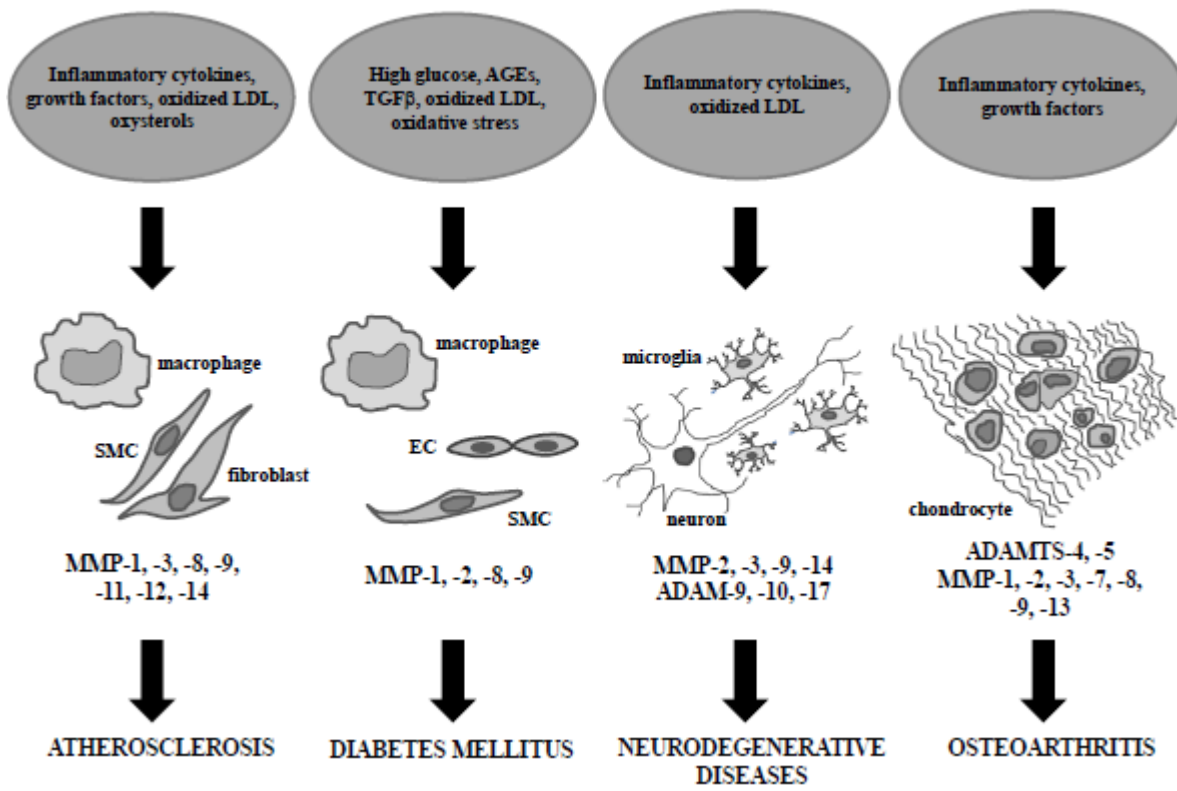 Inflammatory cytokines,
growth factors, oxidized LDL,
oxysterols
High glucose, AGEs,
TGFβ, oxidized LDL,
oxidative stress
Inflammatory cytokines,
oxidized LDL
Inflammatory cytokines,
growth factors
macrophage
SMC
fibroblast
macrophage
EC
SMC
microglia
neuron
chondrocyte
MMP-1, -3, -8, -9,
-11, -12, -14
MMP-1, -2, -8, -9
MMP-2, -3, -9, -14
ADAM-9, -10, -17
ADAMTS-4, -5
MMP-1, -2, -3, -7, -8,
-9, -13
ATHEROSCLEROSIS
DIABETES MELLITUS
NEURODEGENERATIVE
DISEASES
OSTEOARTHRITIS